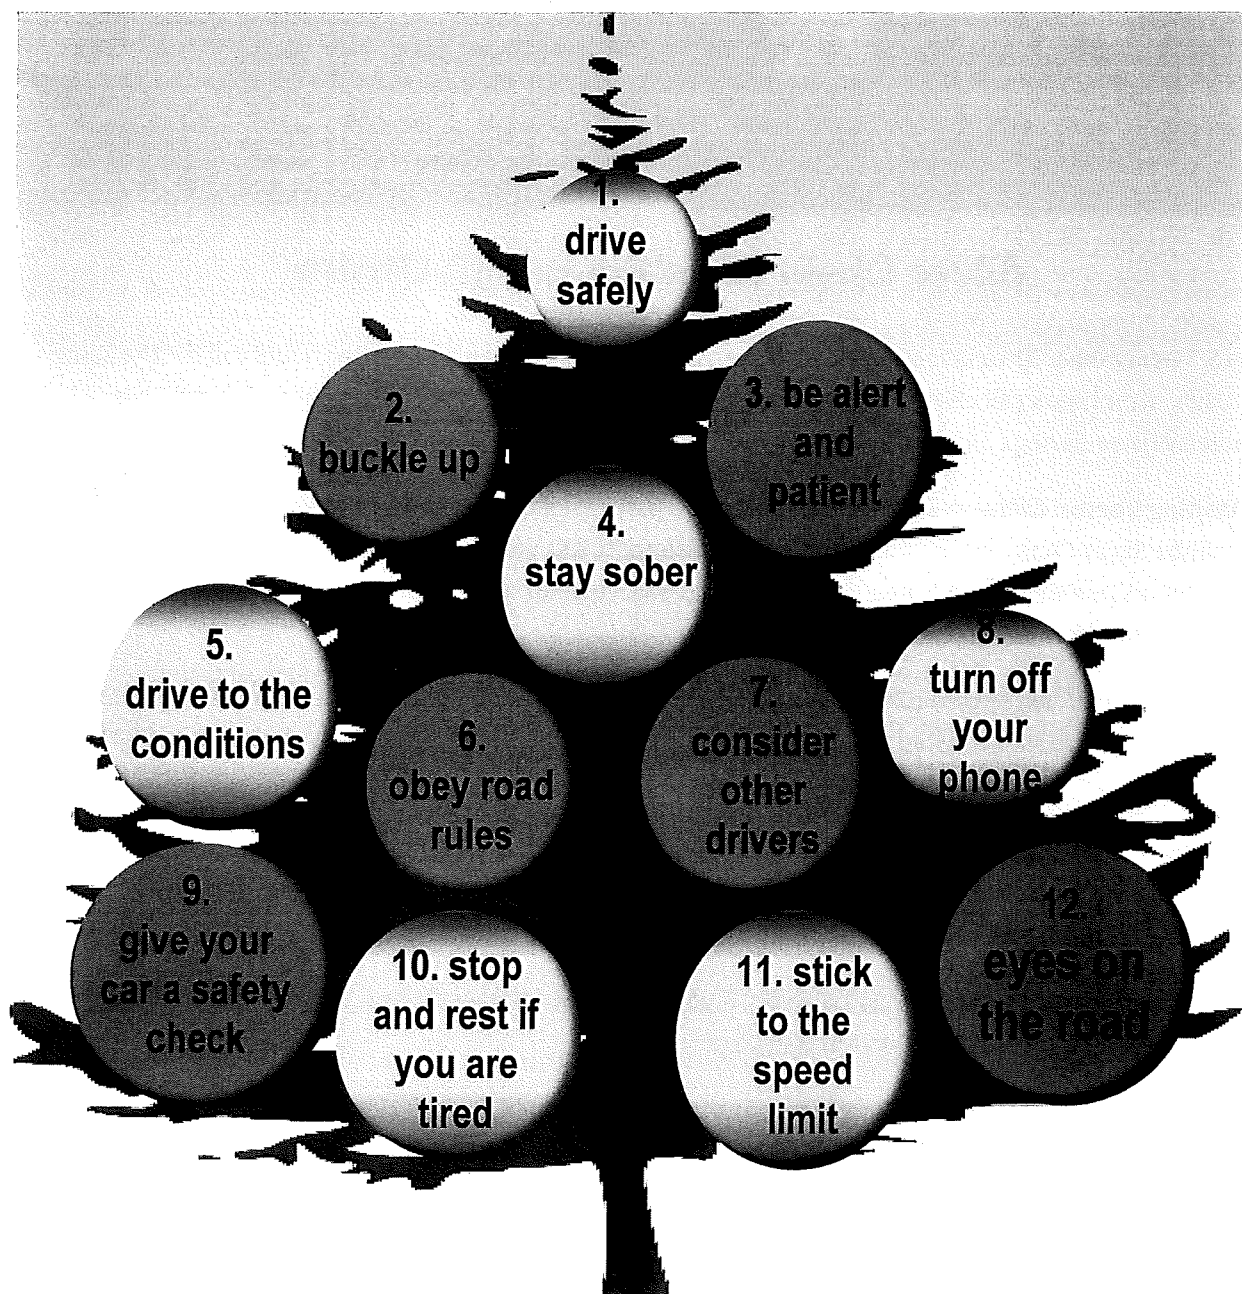 1.
drive
safely
2.
buckle up
3. be alert
and
patient
4.
stay sober
5.
drive to the
conditions
6.
obey road
rules
7.
consider
other
drivers
8.
turn off
your
phone
9.
give your
car a safety
check
10. stop
and rest if
you are
tired
11. stick
to the
speed
limit
12.
eyes on
the road